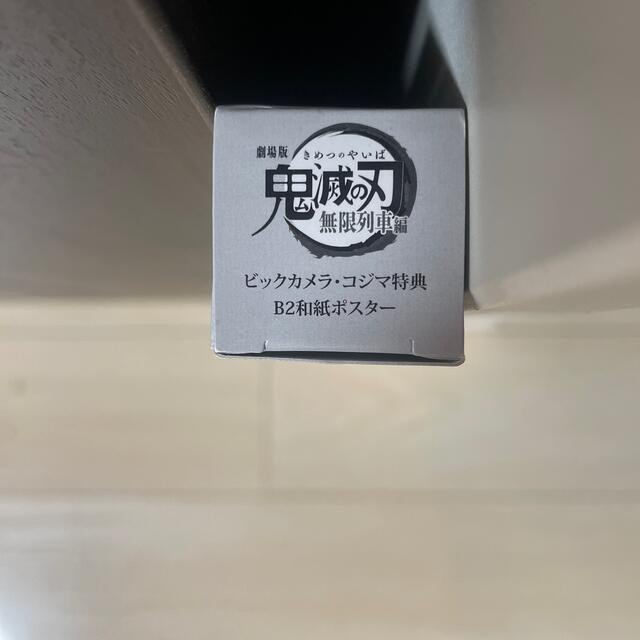 劇場版
きめつのやいば
鬼滅の刃
無限列車編
ビックカメラ・コジマ特典
B2和紙ポスター